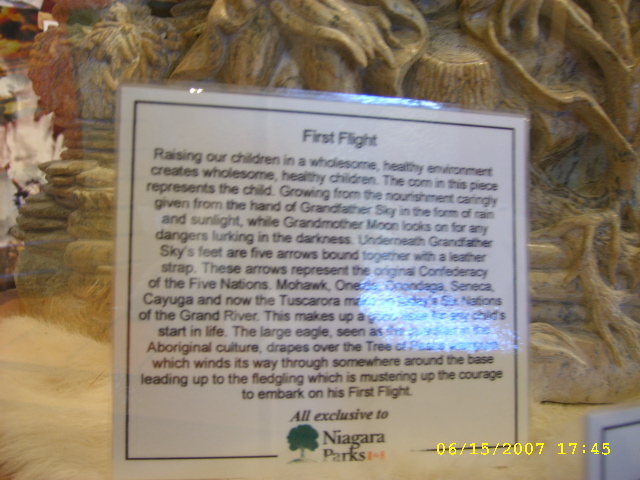 First Flight
Raising our children in a wholesome, healthy environment
creates wholesome, healthy children. The corn in this piece
represents the child. Growing from the nourishment caringly
given from the hand of Grandfather Sky in the form of rain
and sunlight, while Grandmother Moon looks on for any
dangers lurking in the darkness. Underneath Grandfather
Sky's feet are five arrows bound together with a leather
strap. These arrows represent the original Confederacy
of the Five Nations. Mohawk, Oneida, Onondaga, Seneca,
Cayuga and now the Tuscarora Six Nations
of the Grand River. This makes up a child's
start in life. The large eagle, seen as the in the
Aboriginal culture, drapes over the Tree of
which winds its way through somewhere around the base
leading up to the fledgling which is mustering up the courage
to embark on his First Flight.
All exclusive to
Niagara
Parks
06/15/2007 17:45